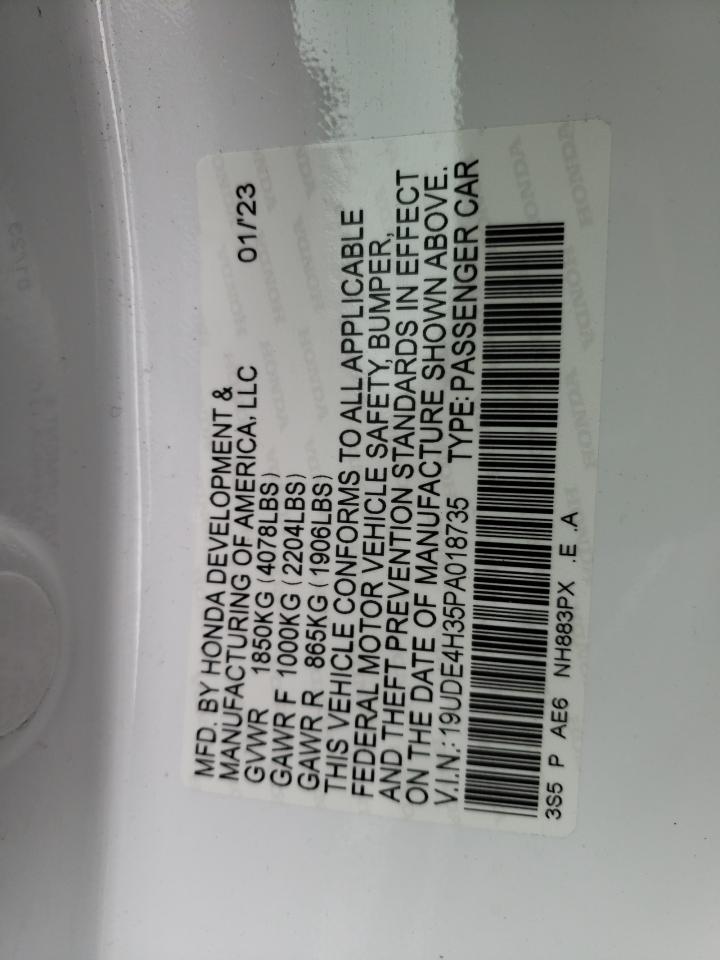 MFD. BY HONDA DEVELOPMENT &
MANUFACTURING OF AMERICA, LLC 01/'23
GVWR 1850KG (4078LBS)
GAWR F 1000KG (2204LBS)
GAWR R 865KG (1906LBS)
THIS VEHICLE CONFORMS TO ALL APPLICABLE
FEDERAL MOTOR VEHICLE SAFETY, BUMPER,
AND THEFT PREVENTION STANDARDS IN EFFECT
ON THE DATE OF MANUFACTURE SHOWN ABOVE.
V.I.N.: 19UDE4H35PA018735 TYPE: PASSENGER CAR
3S5 P AE6 NH883PX .E .A